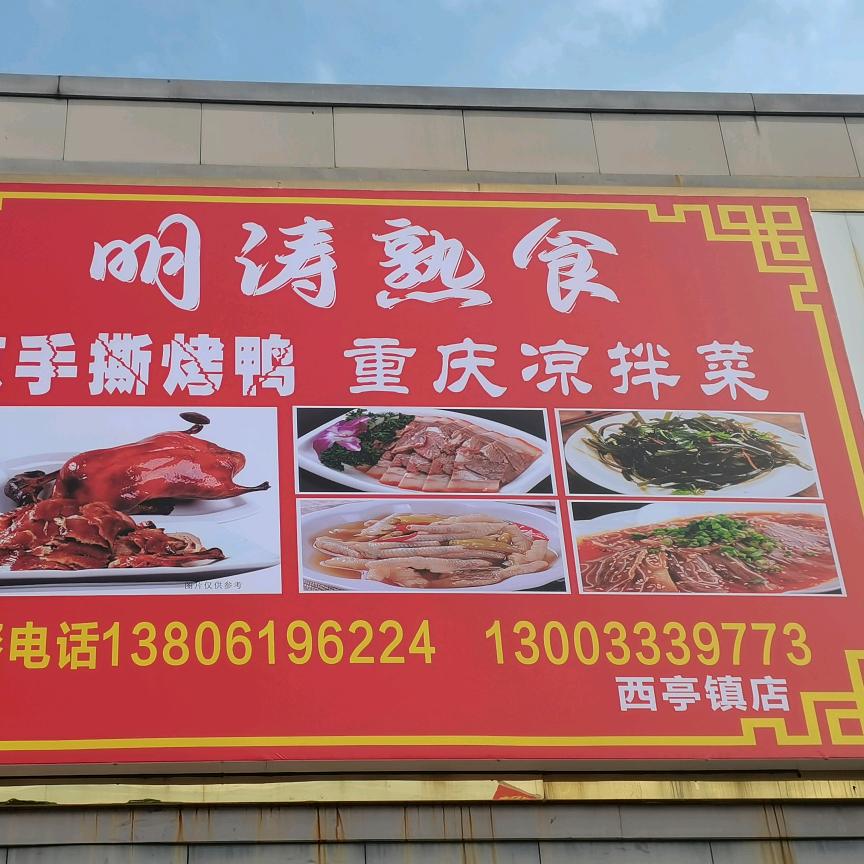 明涛熟食
手撕烤鸭 重庆凉拌菜
图片仅供参考
电话13806196224 13003339773
西亭镇店